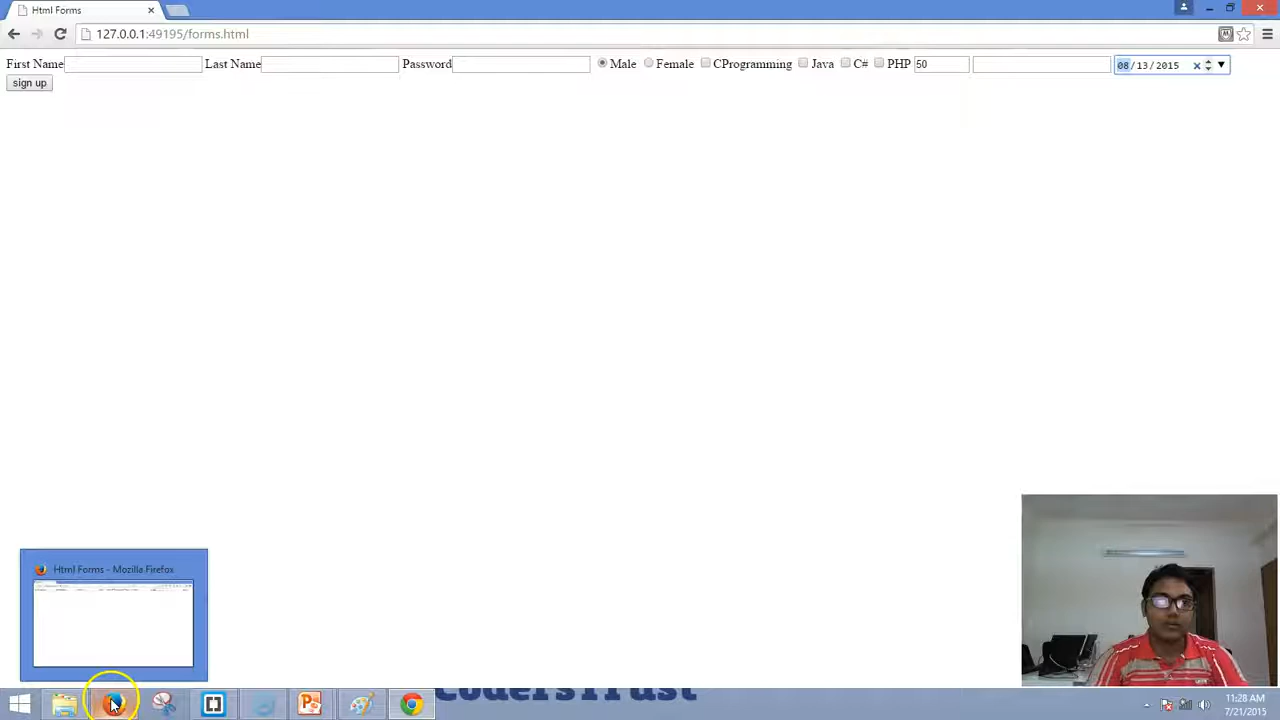 Html Forms
127.0.0.1:49195/forms.html
First Name Last Name Password Male Female CProgramming Java C# PHP 50 08/13/2015
sign up
Html Forms - Mozilla Firefox
CodersTrust
11:28 AM
7/21/2015